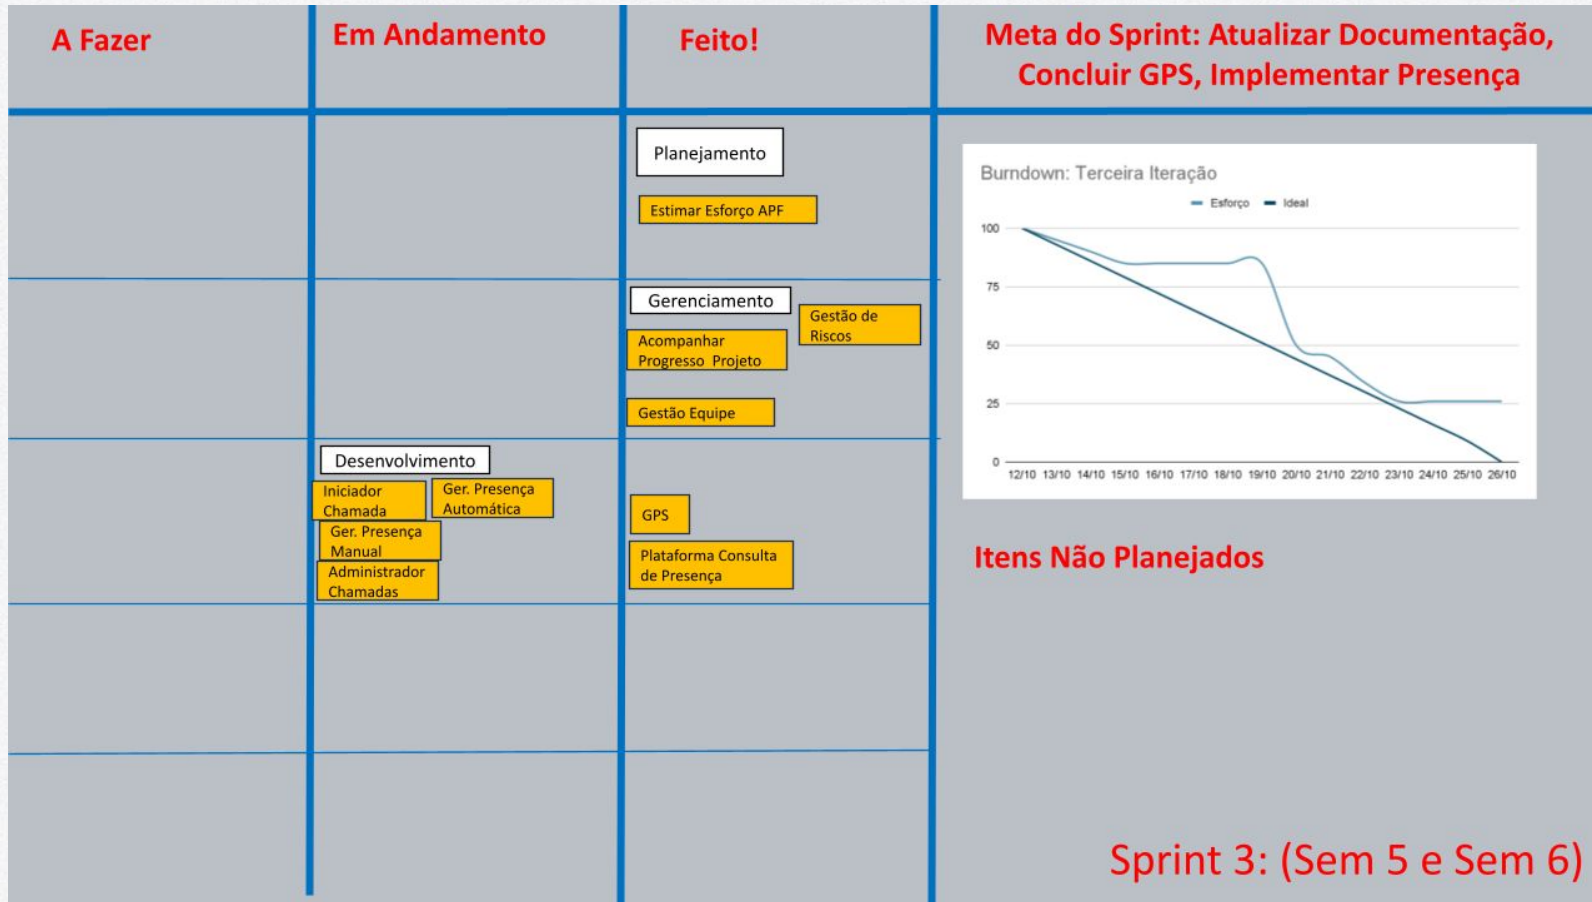 A Fazer
Em Andamento
Feito!
Meta do Sprint: Atualizar Documentação,
Concluir GPS, Implementar Presença
Planejamento
Estimar Esforço APF
Gerenciamento
Gestão de
Riscos
Acompanhar
Progresso Projeto
Gestão Equipe
Desenvolvimento
Iniciador
Chamada
Ger. Presença
Automática
Ger. Presença
Manual
Administrador
Chamadas
GPS
Plataforma Consulta
de Presença
Burndown: Terceira Iteração
Esforço Ideal
100
75
50
25
0
12/10 13/10 14/10 15/10 16/10 17/10 18/10 19/10 20/10 21/10 22/10 23/10 24/10 25/10 26/10
Itens Não Planejados
Sprint 3: (Sem 5 e Sem 6)